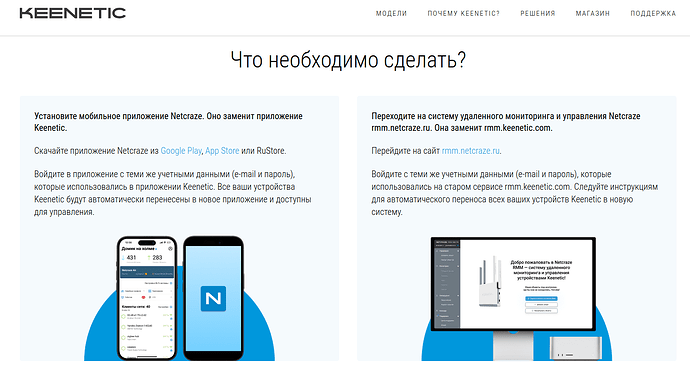 KEENETIC
МОДЕЛИ
ПОЧЕМУ KEENETIC?
РЕШЕНИЯ
МАГАЗИН
ПОДДЕРЖКА
Что необходимо сделать?
Установите мобильное приложение Netcraze. Оно заменит приложение
Keenetic.
Скачайте приложение Netcraze из Google Play, App Store или RuStore.
Войдите в приложение с теми же учетными данными (e-mail и пароль),
которые использовались в приложении Keenetic. Все ваши устройства
Keenetic будут автоматически перенесены в новое приложение и доступны
для управления.
Домик на холме
431
283
Клиенты сети: 40
N
Переходите на систему удаленного мониторинга и управления Netcraze
rmm.netcraze.ru. Она заменит rmm.keenetic.com.
Перейдите на сайт rmm.netcraze.ru.
Войдите с теми же учетными данными (e-mail и пароль), которые
использовались на старом сервисе rmm.keenetic.com. Следуйте инструкциям
для автоматического переноса всех ваших устройств Keenetic в новую
систему.
Добро пожаловать в Netcraze
RMM — систему удаленного
мониторинга и управления
устройствами Keenetic!